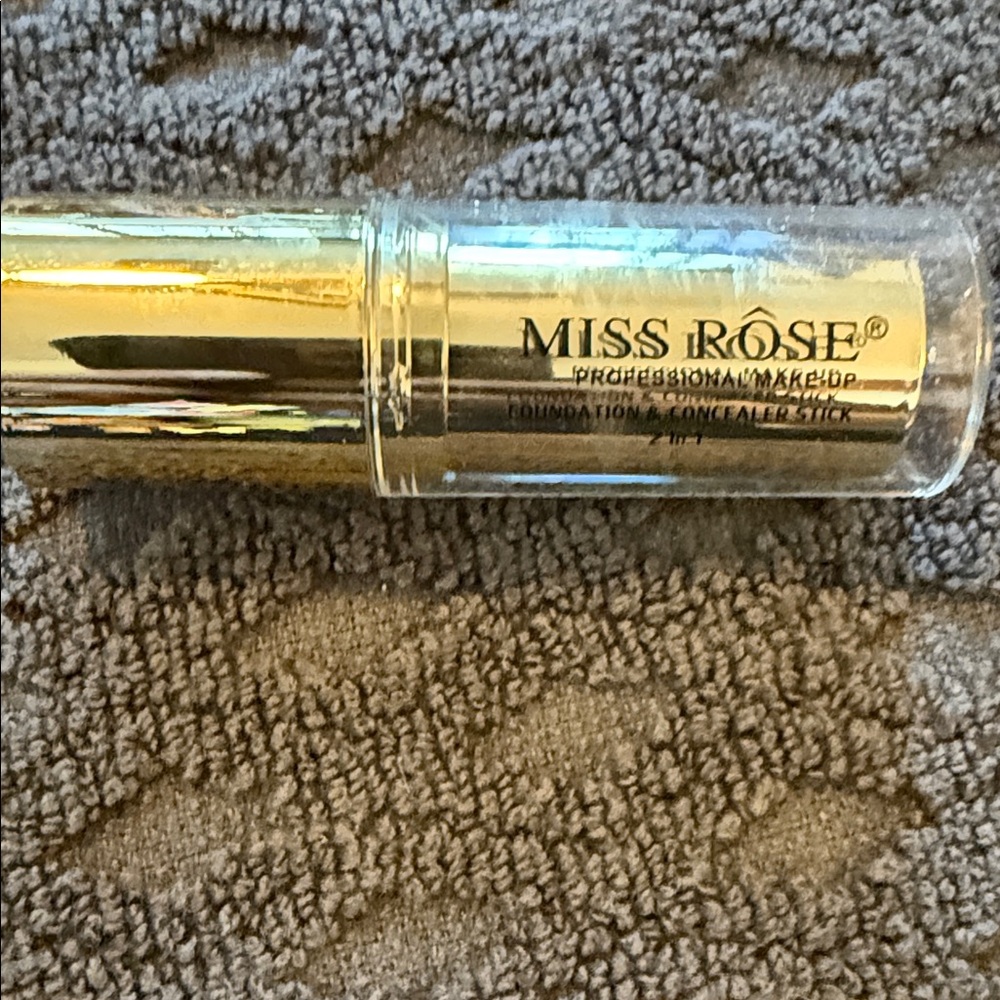 MISS RÔSE®
PROFESSIONAL MAKE-UP
FOUNDATION & CONCEALER STICK
2 in 1